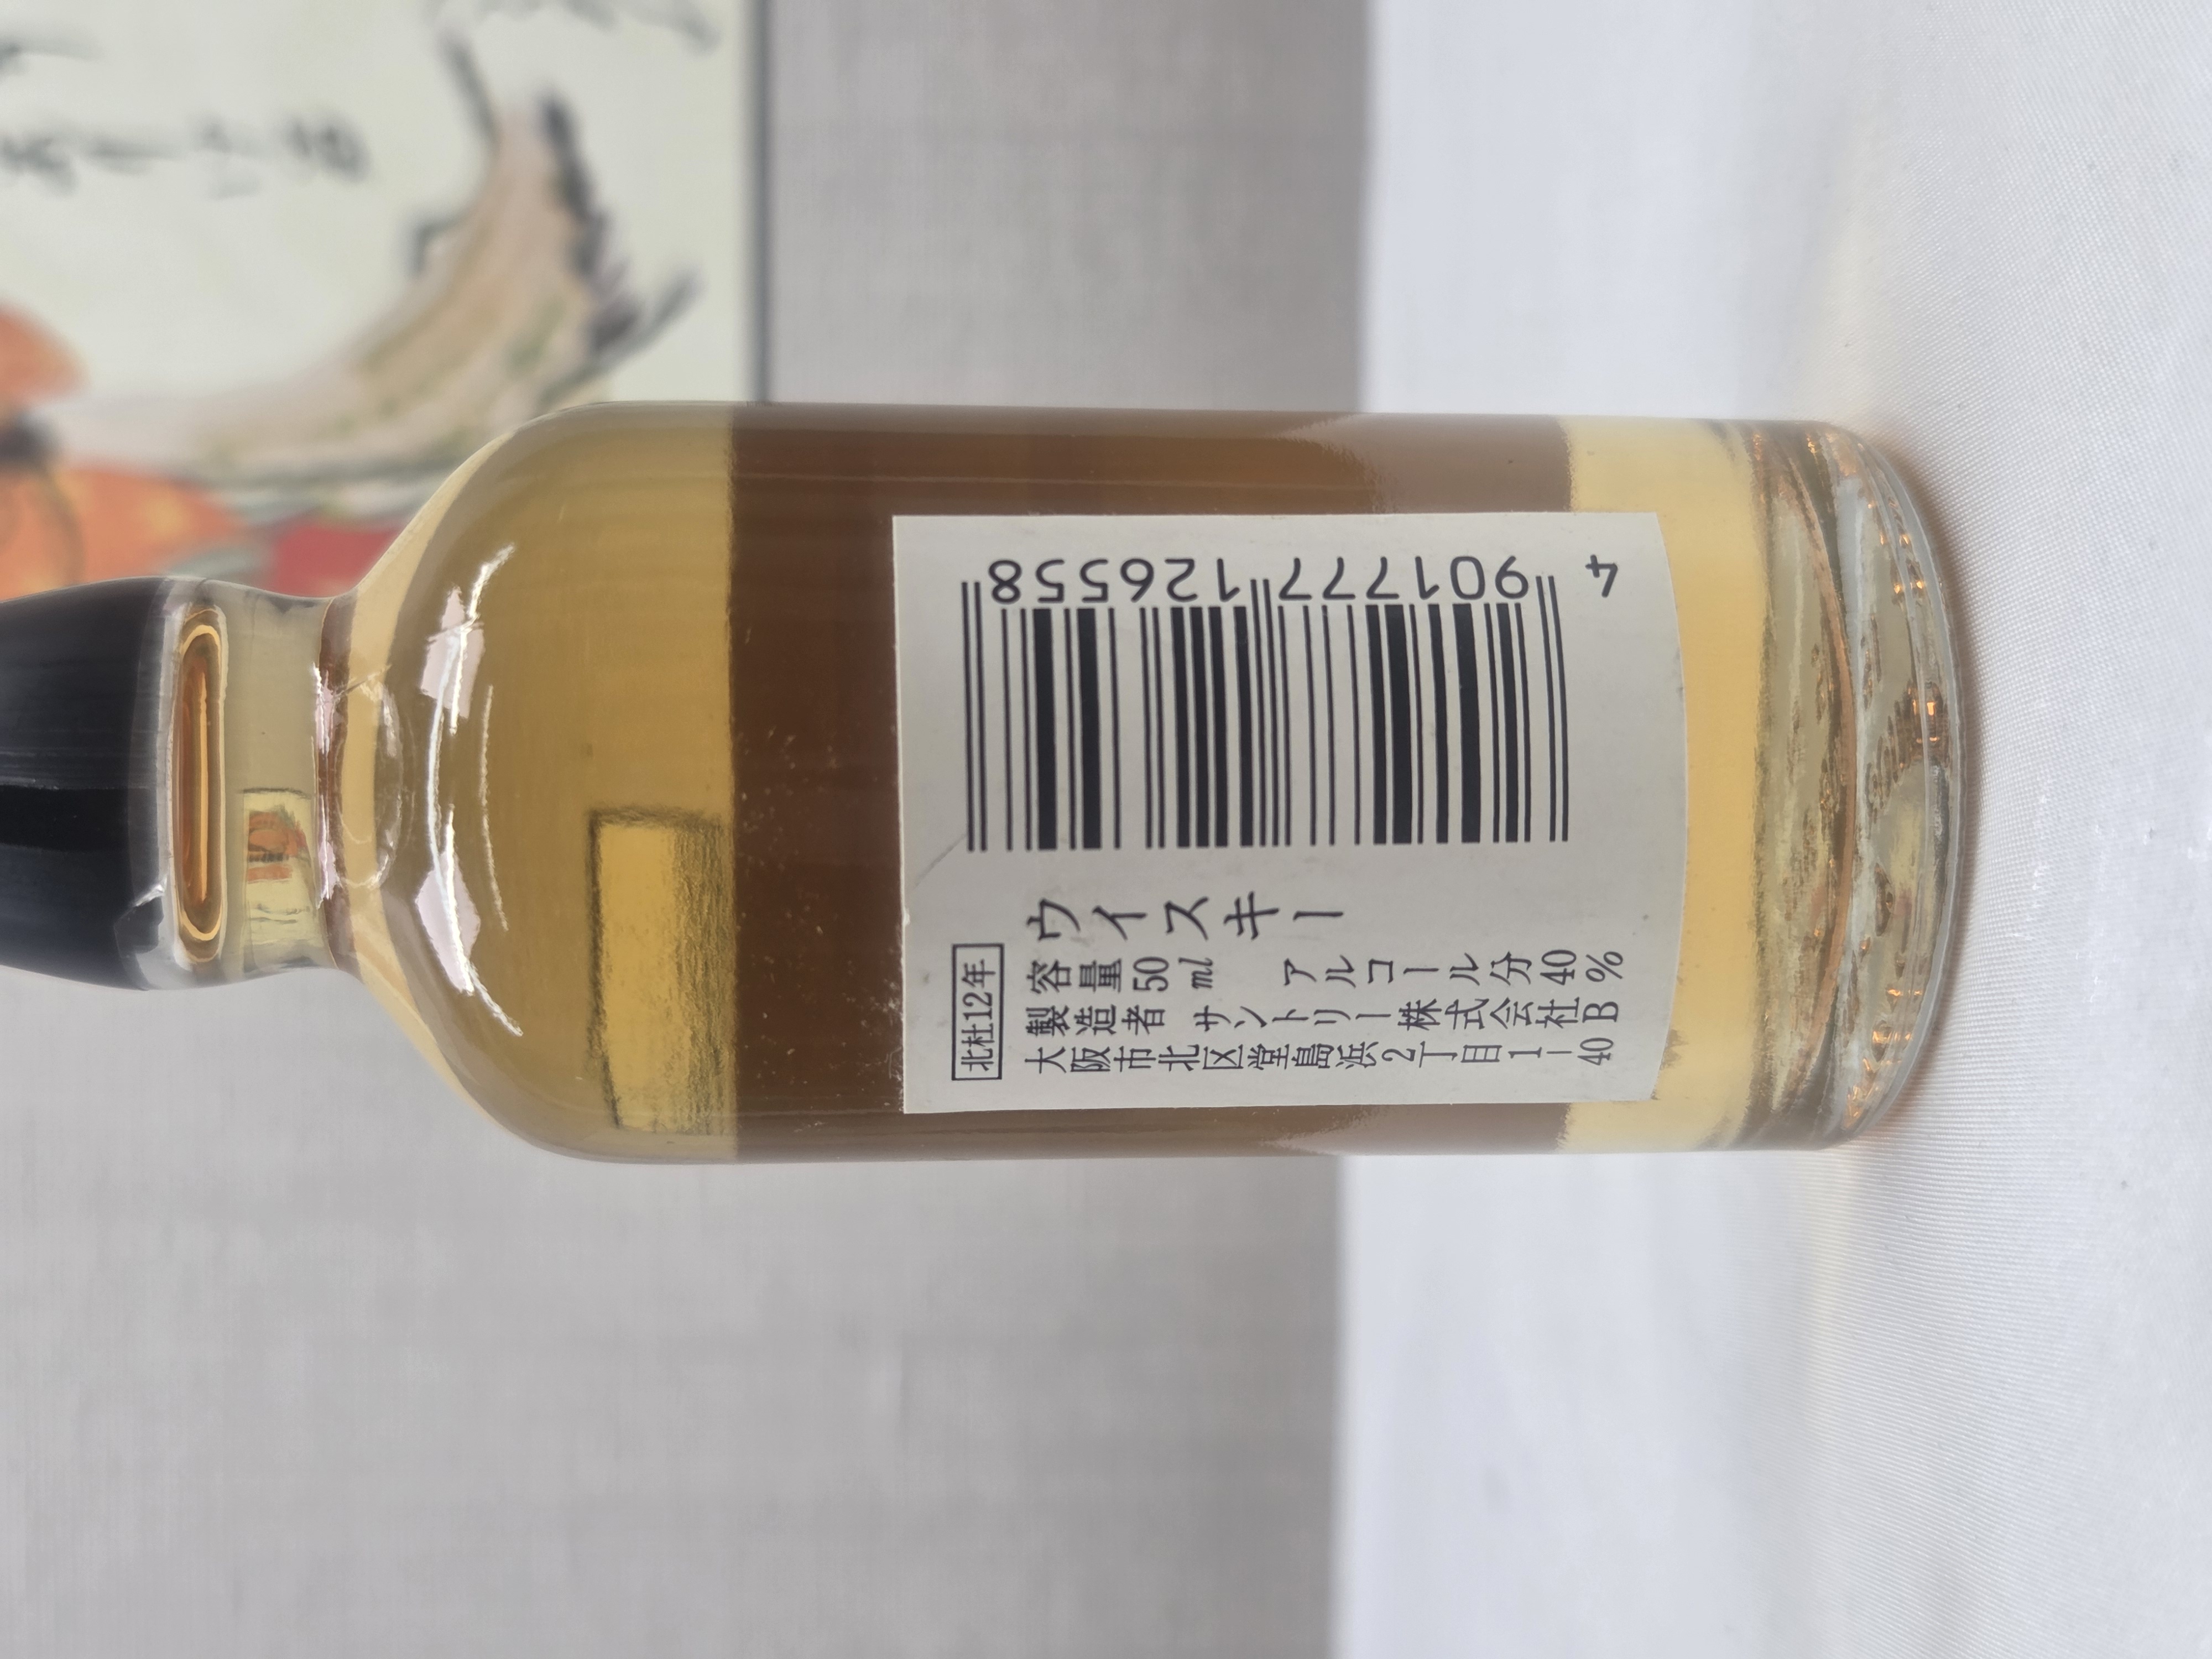 北杜12年
ウイスキー
容量50ml アルコール分40%
製造者 サントリー株式会社B
大阪市北区堂島浜2丁目1-40
4 901777 126558